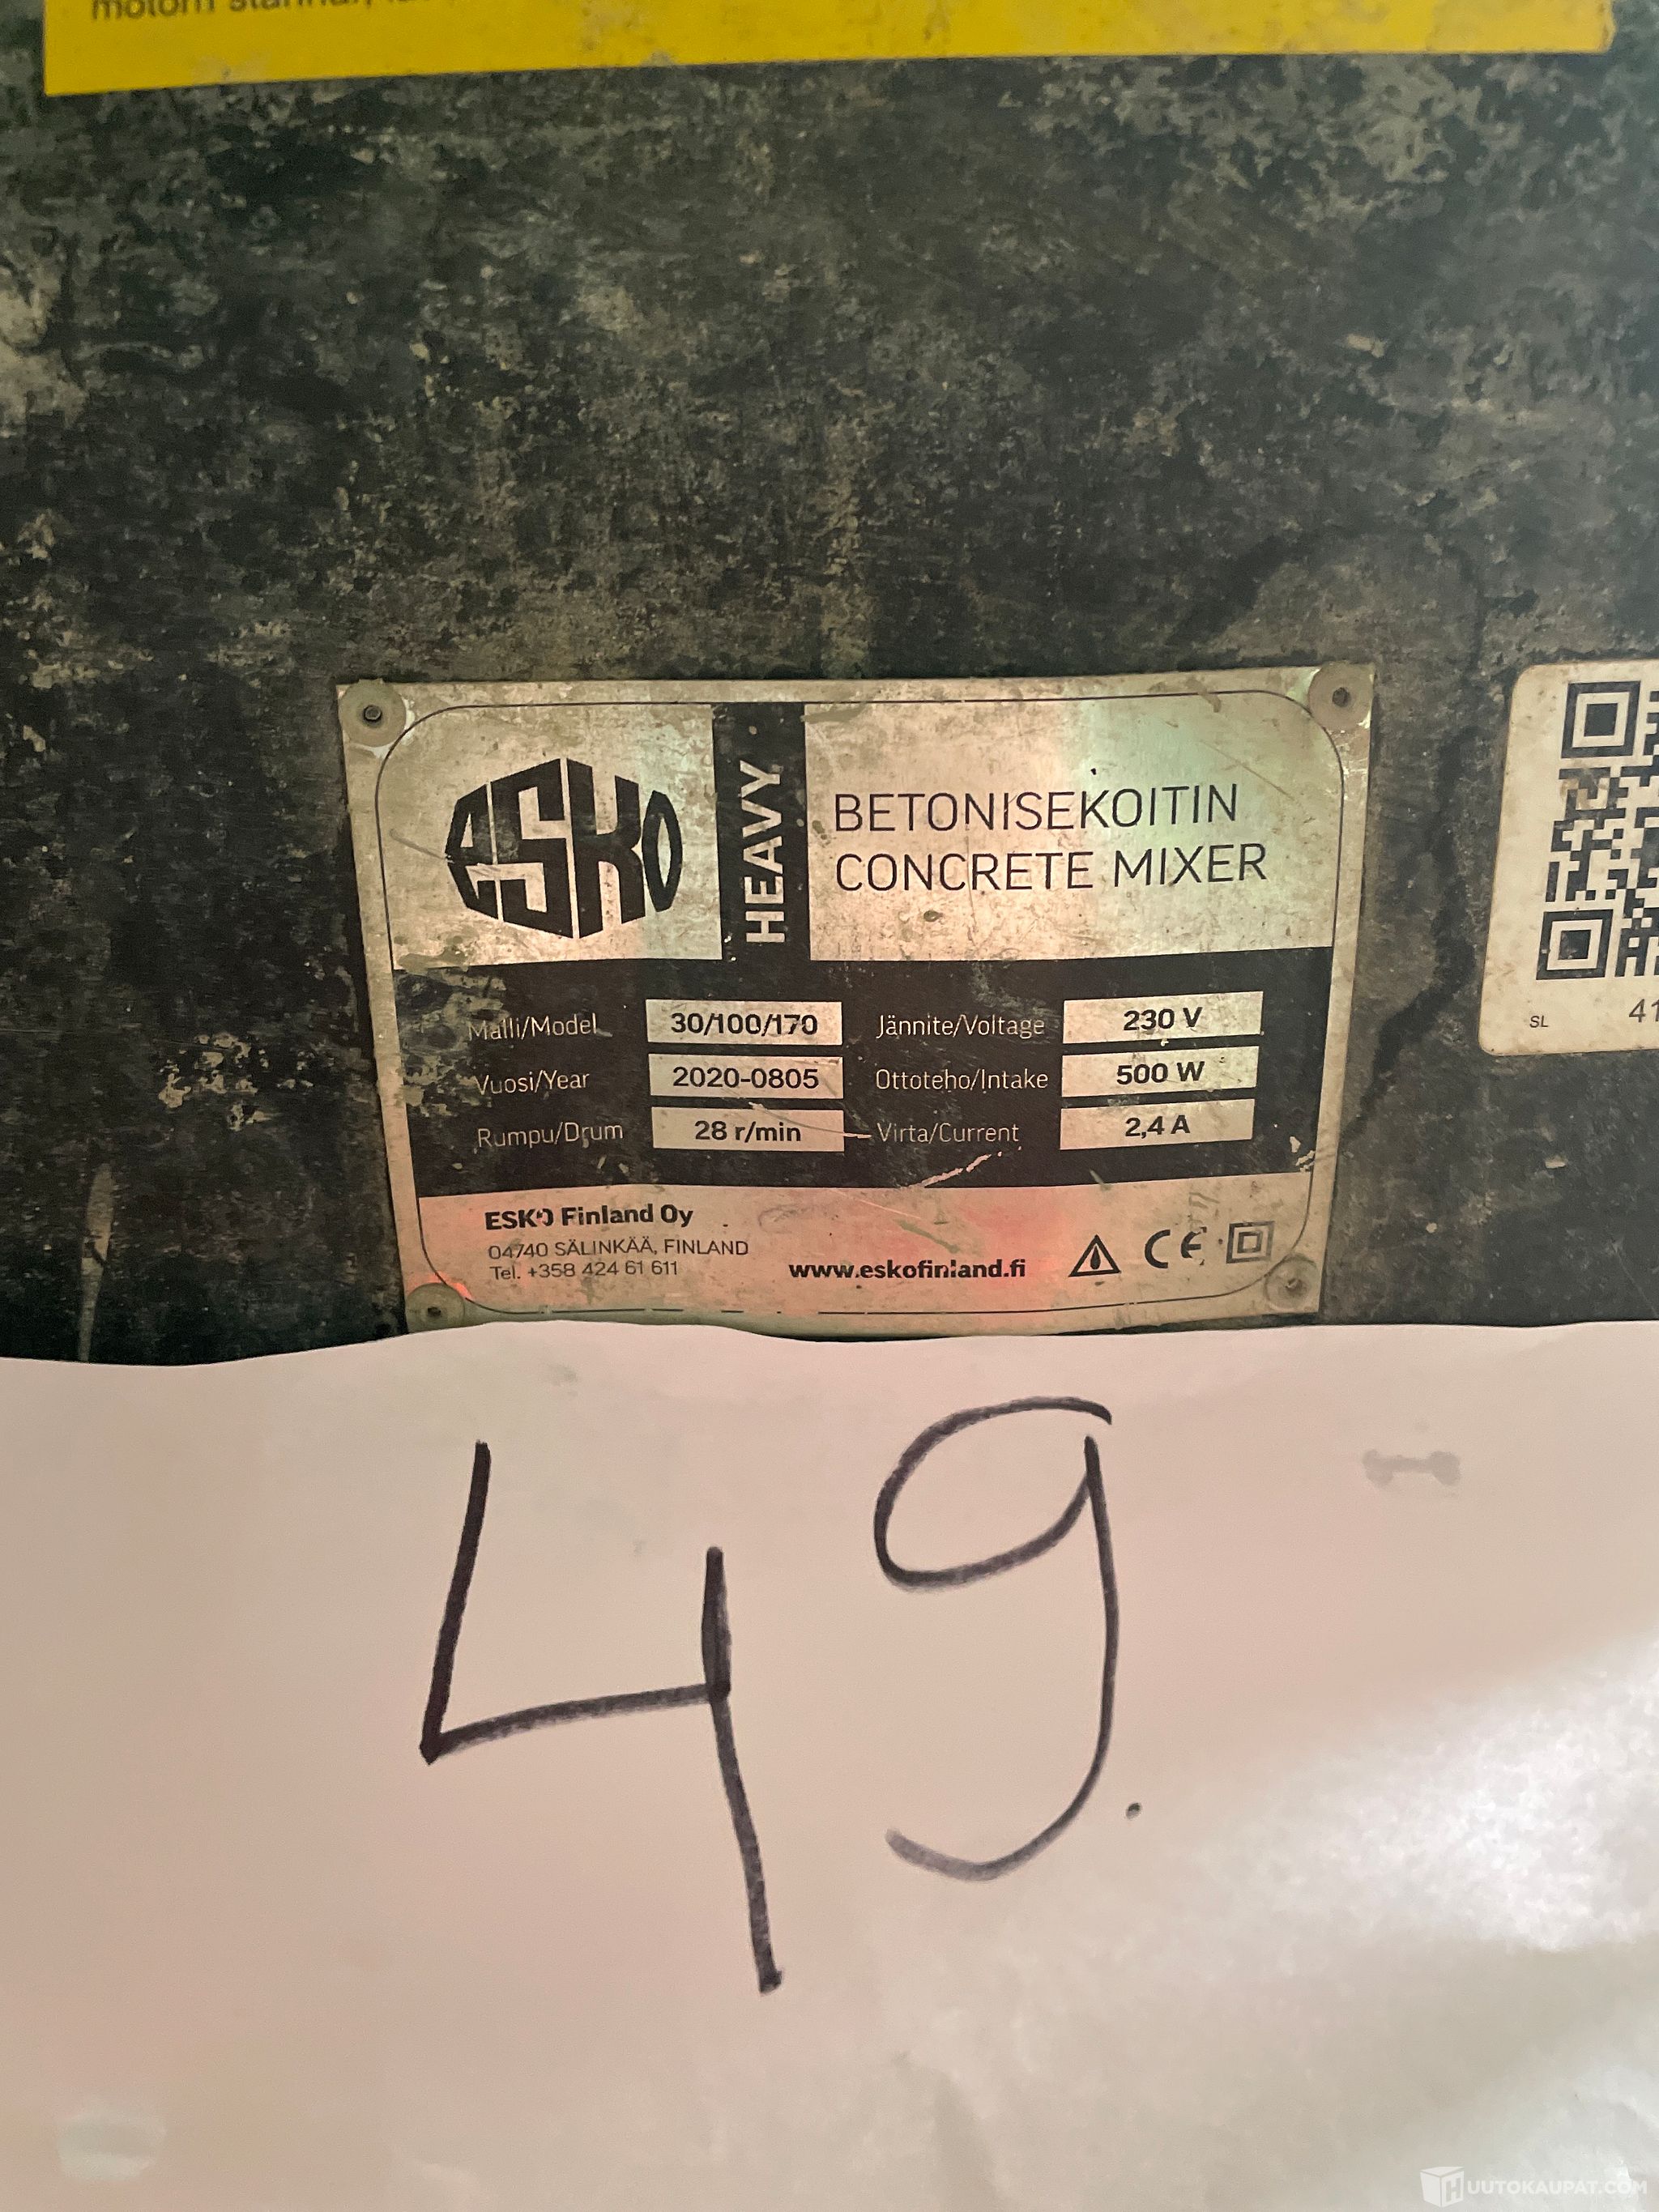 esko
HEAVY
BETONISEKOITIN
CONCRETE MIXER
Malli/Model 30/100/170 Jännite/Voltage 230 V
Vuosi/Year 2020-0805 Ottoteho/Intake 500 W
Rumpu/Drum 28 r/min Virta/Current 2,4 A
ESKO Finland Oy
04740 SÄLINKÄÄ, FINLAND
Tel. +358 424 61 611
www.eskofinland.fi
CE
SL 41
49.
HUUTOKAUPAT.COM